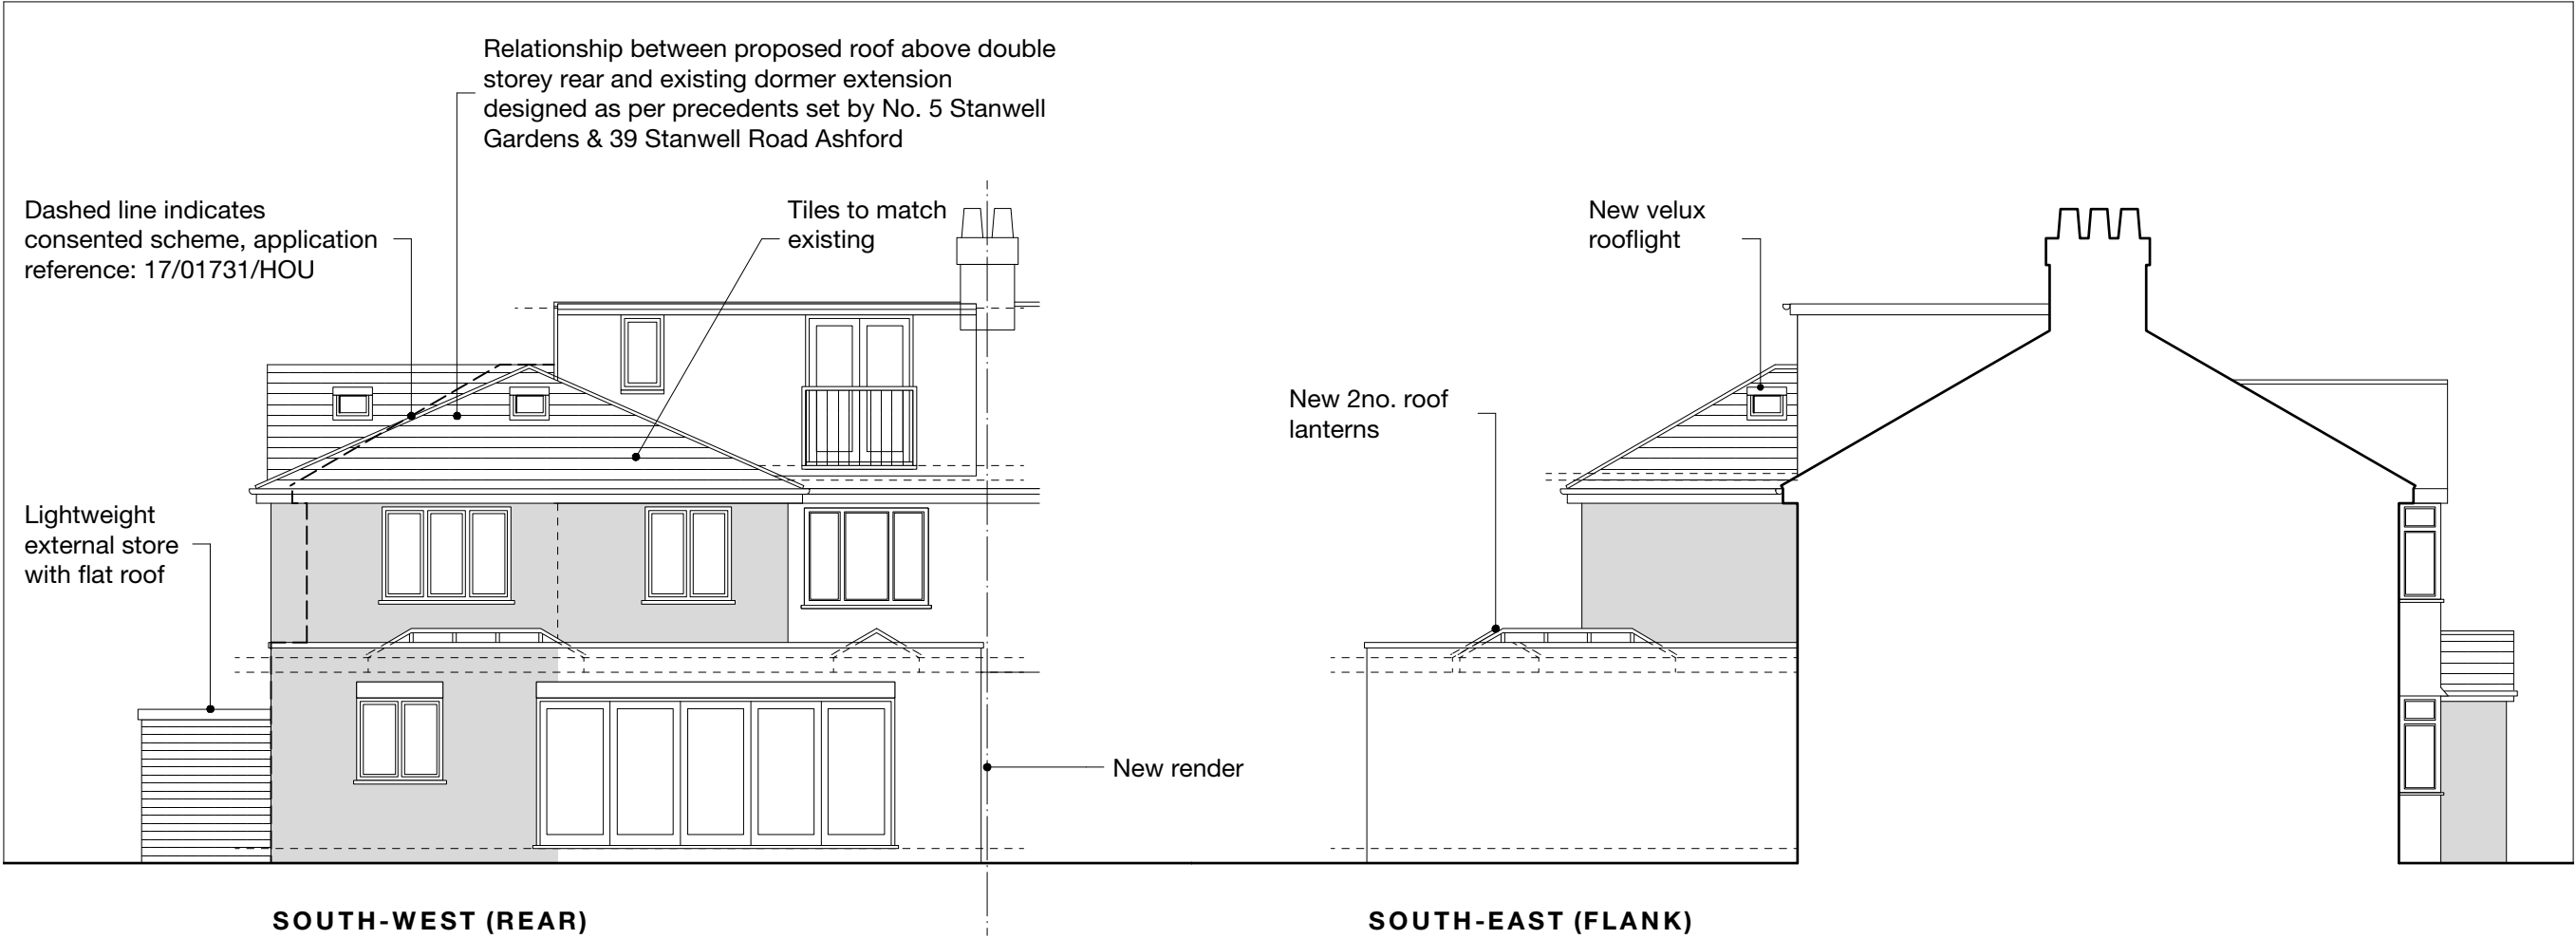 Relationship between proposed roof above double
storey rear and existing dormer extension
designed as per precedents set by No. 5 Stanwell
Gardens & 39 Stanwell Road Ashford
Dashed line indicates
consented scheme, application
reference: 17/01731/HOU
Tiles to match
existing
Lightweight
external store
with flat roof
New render
New velux
rooflight
New 2no. roof
lanterns
SOUTH-WEST (REAR)
SOUTH-EAST (FLANK)